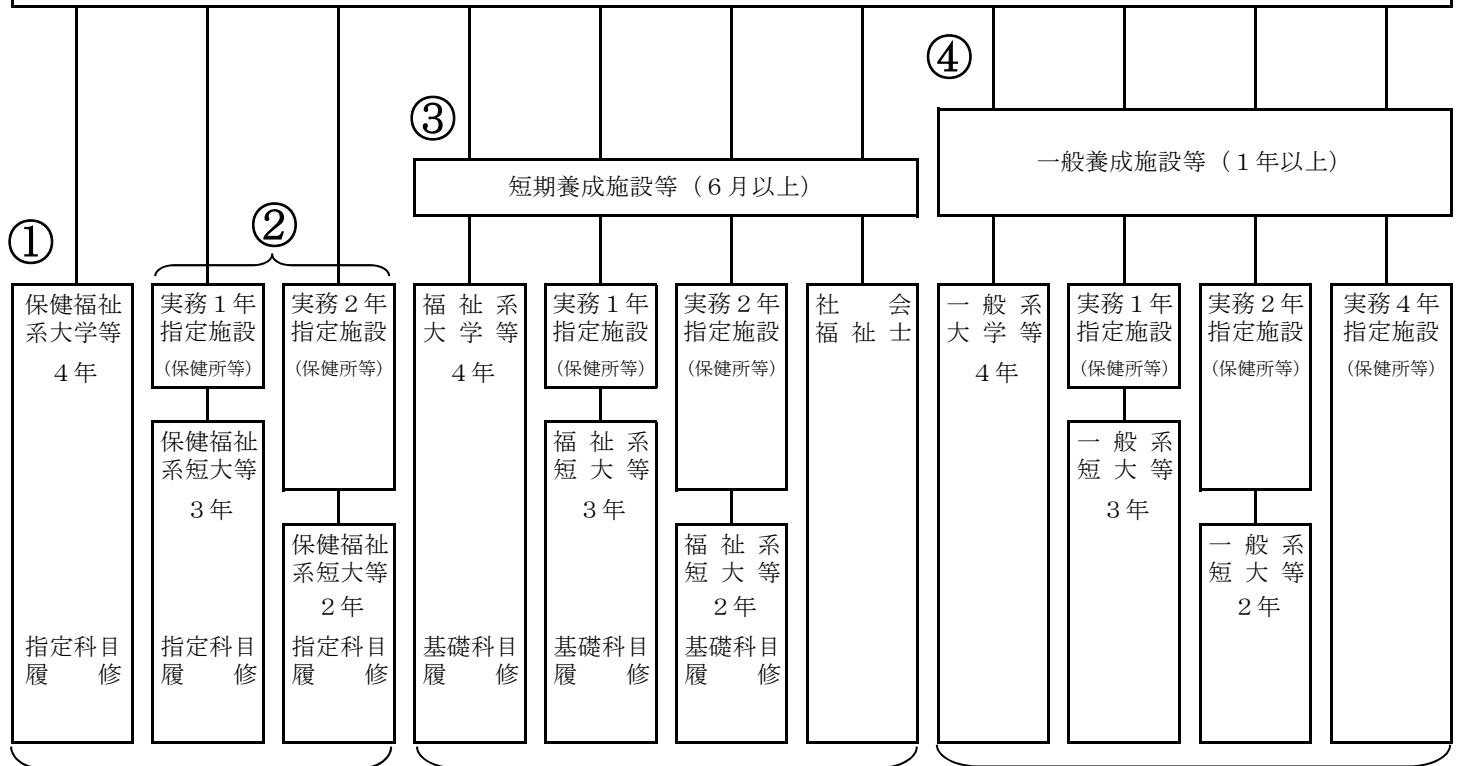 ④
③
一般養成施設等（１年以上）
短期養成施設等（６月以上）
②
①
保健福祉
系大学等
４年
指定科目
履修
実務１年
指定施設
(保健所等)
保健福祉
系短大等
３年
指定科目
履修
実務２年
指定施設
(保健所等)
保健福祉
系短大等
２年
指定科目
履修
福祉系
大学等
４年
基礎科目
履修
実務１年
指定施設
(保健所等)
福祉系
短大等
３年
基礎科目
履修
実務２年
指定施設
(保健所等)
福祉系
短大等
２年
基礎科目
履修
社会
福祉士
一般系
大学等
４年
実務１年
指定施設
(保健所等)
一般系
短大等
３年
実務２年
指定施設
(保健所等)
一般系
短大等
２年
実務４年
指定施設
(保健所等)